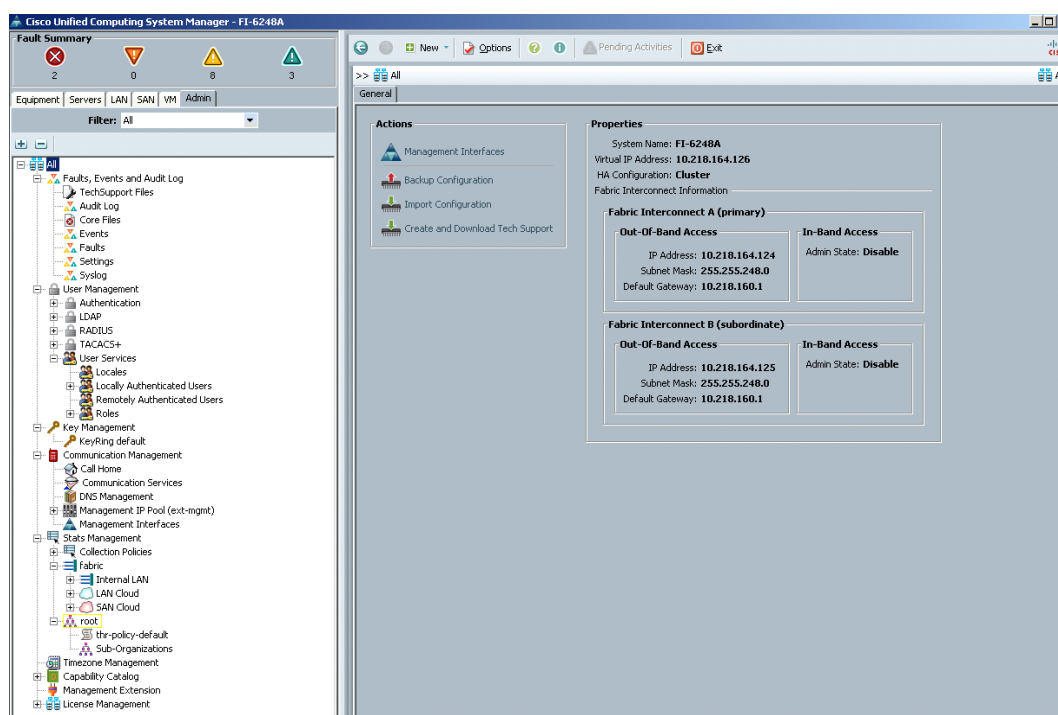 Cisco Unified Computing System Manager - FI-6248A
Fault Summary
2 0 8 3
Equipment Servers LAN SAN VM Admin
Filter: All
All
Faults, Events and Audit Log
TechSupport Files
Audit Log
Core Files
Events
Faults
Settings
Syslog
User Management
Authentication
LDAP
RADIUS
TACACS+
User Services
Locales
Locally Authenticated Users
Remotely Authenticated Users
Roles
Key Management
KeyRing default
Communication Management
Call Home
Communication Services
DNS Management
Management IP Pool (ext-mgmt)
Management Interfaces
Stats Management
Collection Policies
fabric
Internal LAN
LAN Cloud
SAN Cloud
root
thr-policy-default
Sub-Organizations
Timezone Management
Capability Catalog
Management Extension
License Management
New Options Pending Activities Exit
>> All
General
Actions
Management Interfaces
Backup Configuration
Import Configuration
Create and Download Tech Support
Properties
System Name: FI-6248A
Virtual IP Address: 10.218.164.126
HA Configuration: Cluster
Fabric Interconnect Information
Fabric Interconnect A (primary)
Out-Of-Band Access
IP Address: 10.218.164.124
Subnet Mask: 255.255.248.0
Default Gateway: 10.218.160.1
In-Band Access
Admin State: Disable
Fabric Interconnect B (subordinate)
Out-Of-Band Access
IP Address: 10.218.164.125
Subnet Mask: 255.255.248.0
Default Gateway: 10.218.160.1
In-Band Access
Admin State: Disable